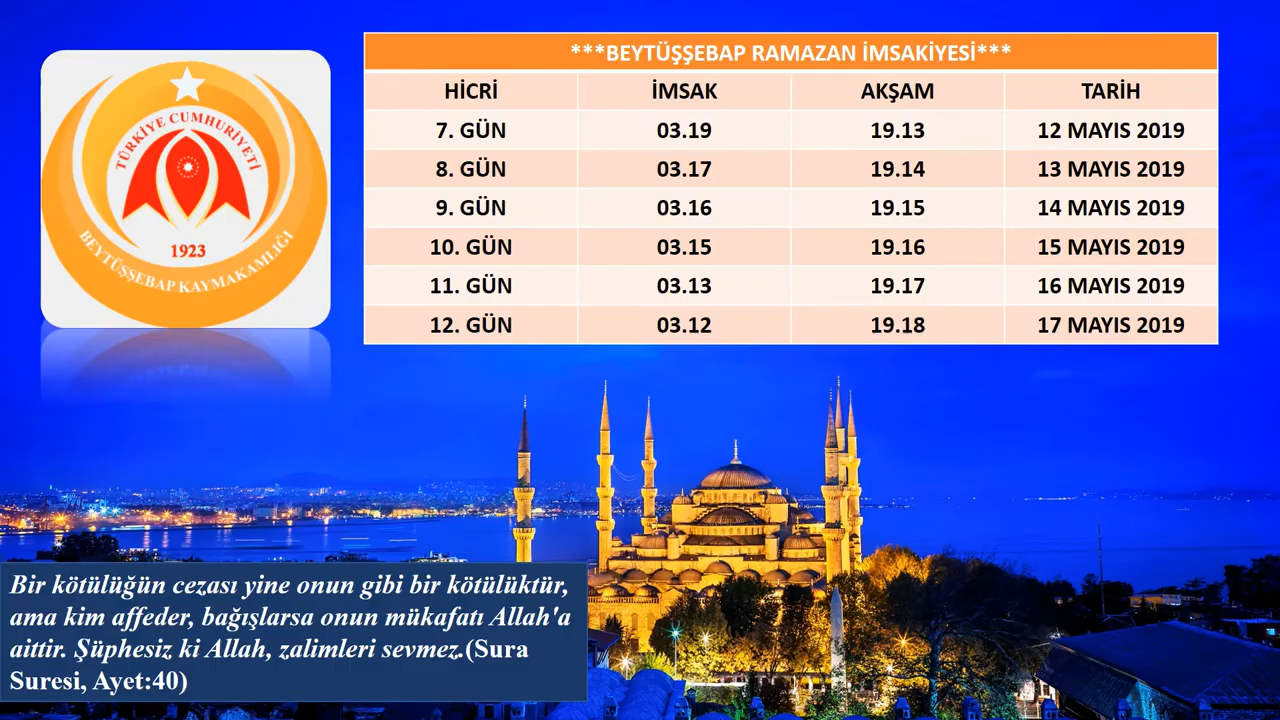 TÜRKİYE CUMHURİYETİ
1923
BEYTÜŞŞEBAP KAYMAKAMLIĞI
***BEYTÜŞŞEBAP RAMAZAN İMSAKİYESİ***
HİCRİ İMSAK AKŞAM TARİH
7. GÜN 03.19 19.13 12 MAYIS 2019
8. GÜN 03.17 19.14 13 MAYIS 2019
9. GÜN 03.16 19.15 14 MAYIS 2019
10. GÜN 03.15 19.16 15 MAYIS 2019
11. GÜN 03.13 19.17 16 MAYIS 2019
12. GÜN 03.12 19.18 17 MAYIS 2019
Bir kötülüğün cezası yine onun gibi bir kötülüktür,
ama kim affeder, bağışlarsa onun mükafatı Allah'a
aittir. Şüphesiz ki Allah, zalimleri sevmez.(Sura
Suresi, Ayet:40)